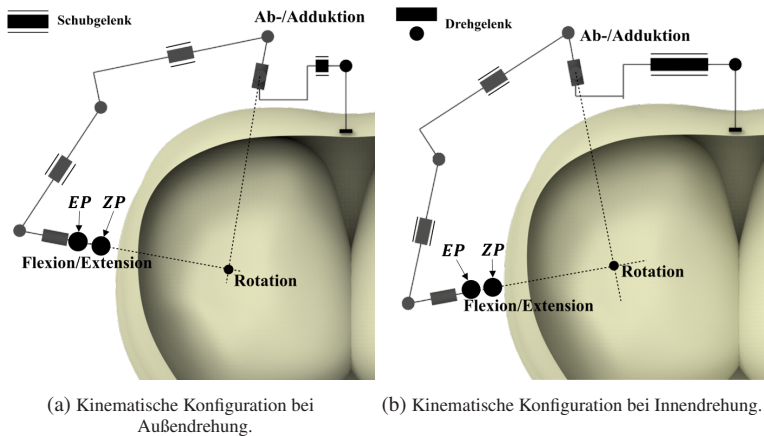 Schubgelenk
Ab-/Adduktion
EP ZP
Flexion/Extension
Rotation
(a) Kinematische Konfiguration bei
Außendrehung.
Drehgelenk
Ab-/Adduktion
EP ZP
Flexion/Extension
Rotation
(b) Kinematische Konfiguration bei Innendrehung.